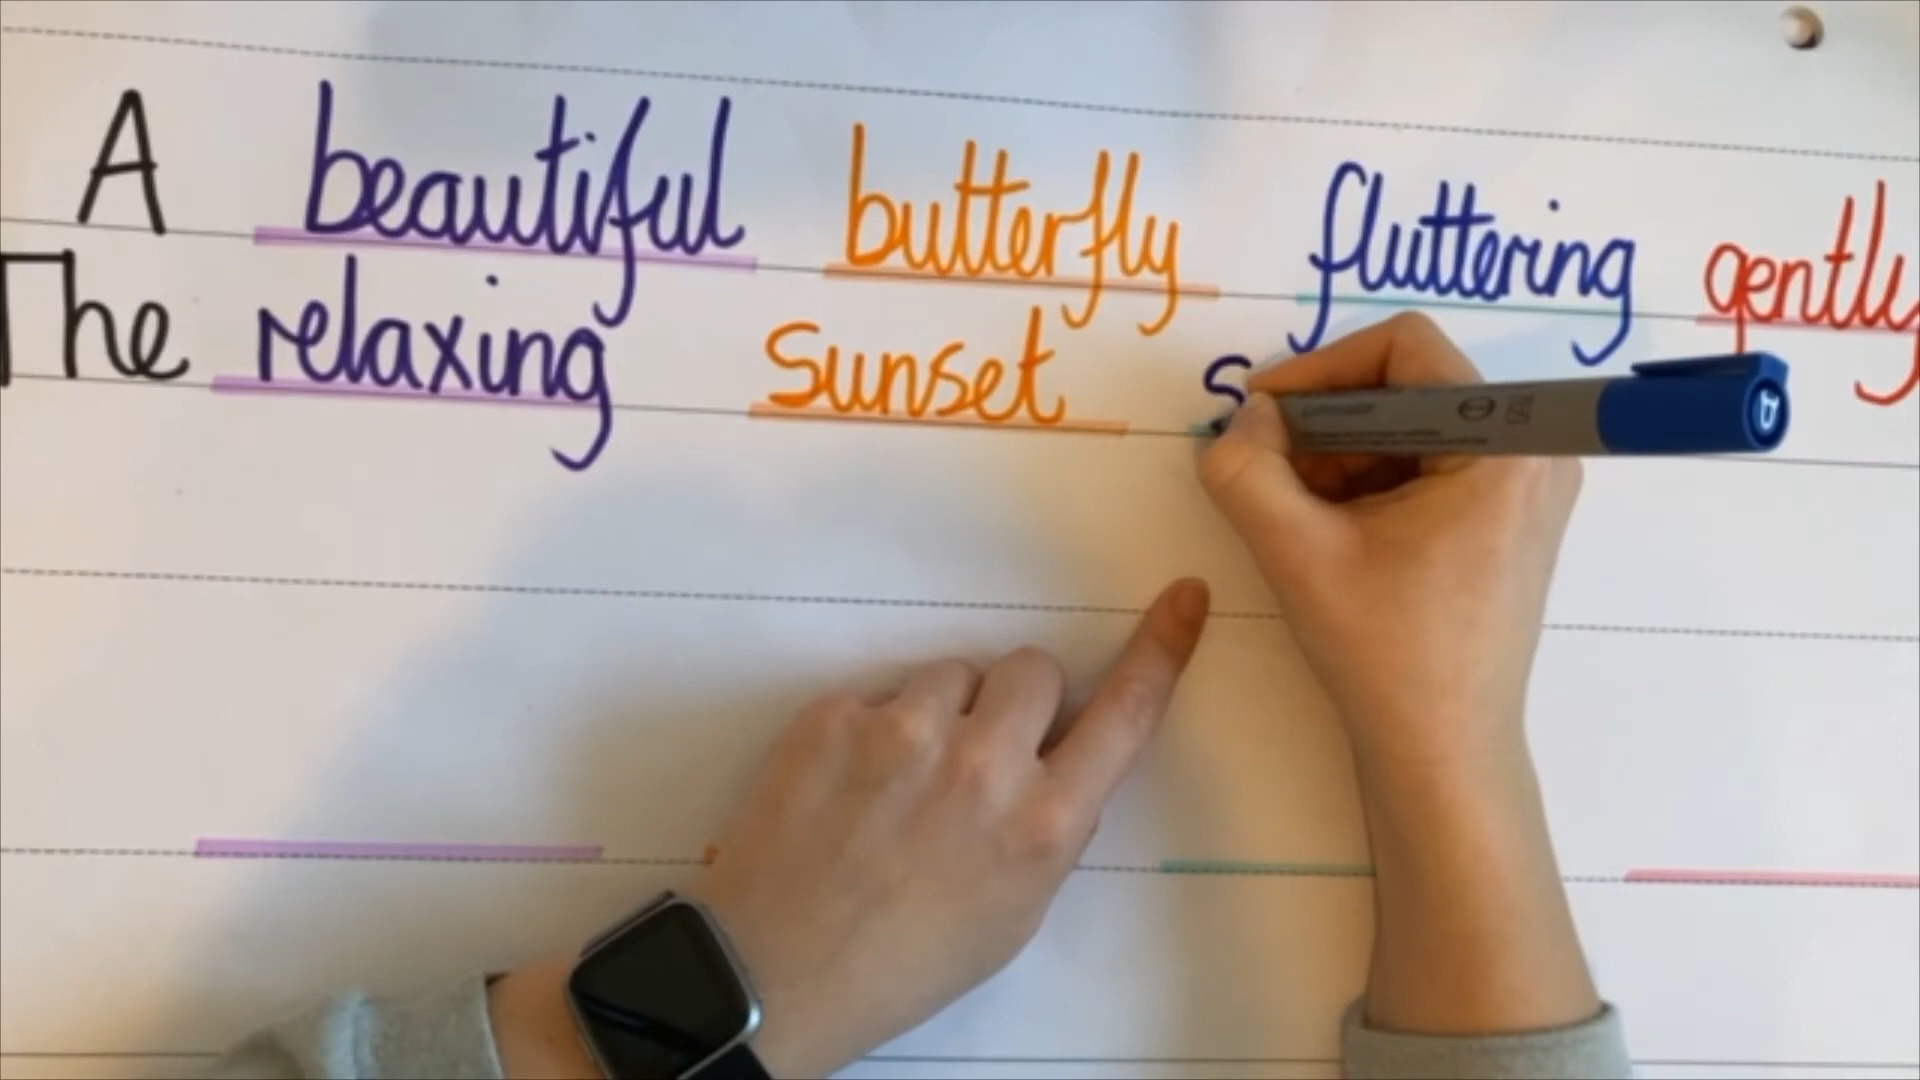 A beautiful butterfly fluttering gently
The relaxing Sunset s